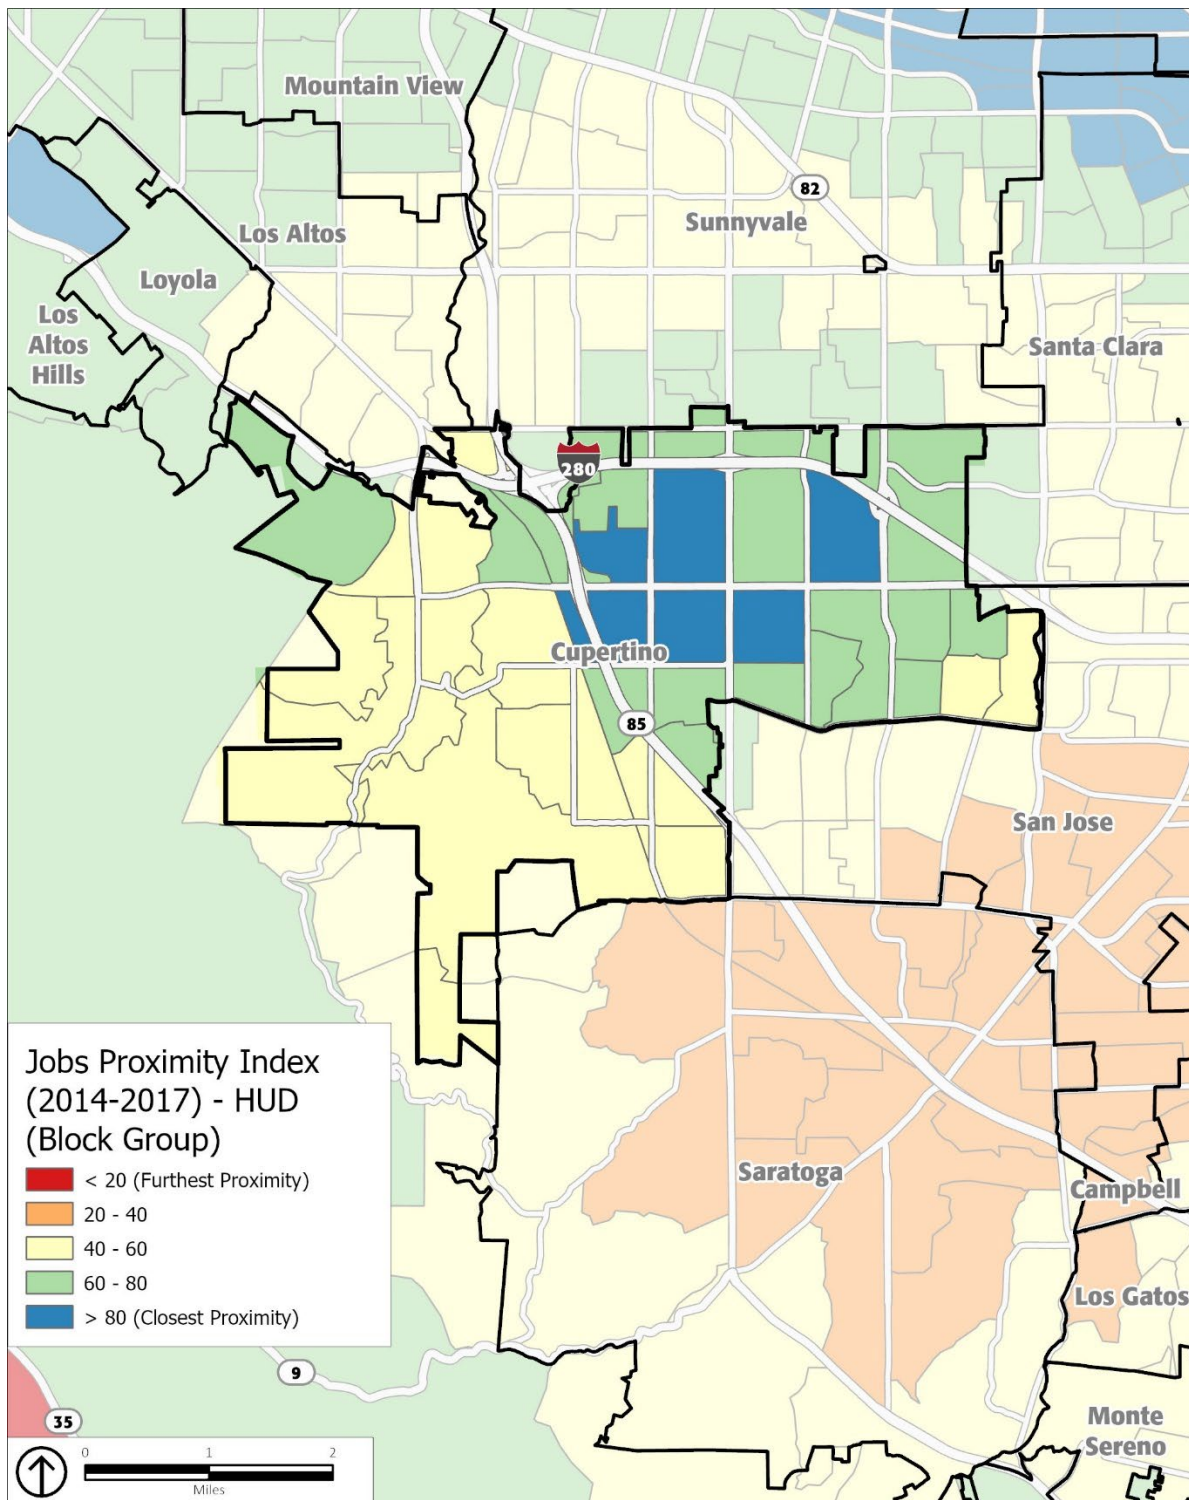 Mountain View
82
Sunnyvale
Los Altos
Loyola
Los
Altos
Hills
Santa Clara
280
Cupertino
85
San Jose
Jobs Proximity Index
(2014-2017) - HUD
(Block Group)
< 20 (Furthest Proximity)
20 - 40
40 - 60
60 - 80
> 80 (Closest Proximity)
Saratoga
Campbell
Los Gatos
9
35
Monte
Sereno
0 1 2
Miles